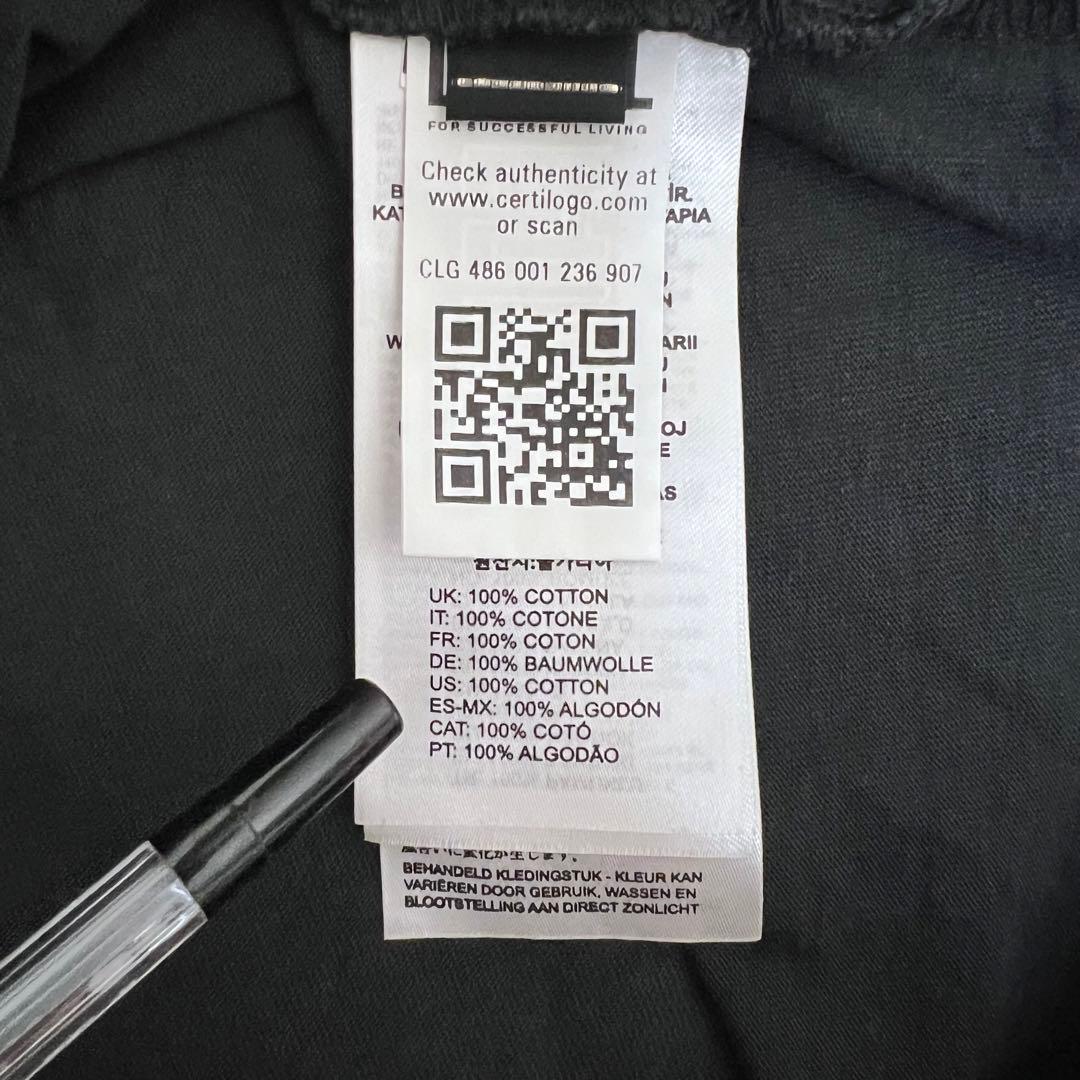 FOR SUCCESSFUL LIVING
Check authenticity at
www.certilogo.com
or scan
CLG 486 001 236 907
UK: 100% COTTON
IT: 100% COTONE
FR: 100% COTON
DE: 100% BAUMWOLLE
US: 100% COTTON
ES-MX: 100% ALGODÓN
CAT: 100% COTÓ
PT: 100% ALGODÃO
BEHANDELD KLEDINGSTUK - KLEUR KAN
VARIËREN DOOR GEBRUIK, WASSEN EN
BLOOTSTELLING AAN DIRECT ZONLICHT